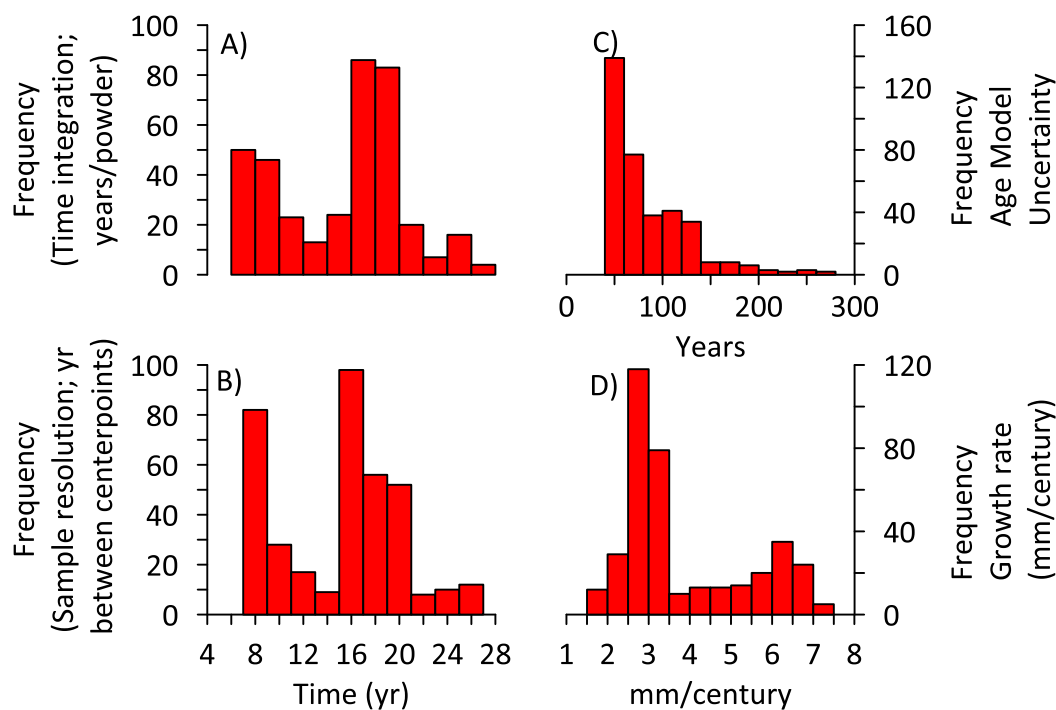 Frequency
(Time integration;
years/powder)
100
80
60
40
20
0
A)
C)
160
120
80
40
0
Frequency
Age Model
Uncertainty
0
100
200
300
Years
Frequency
(Sample resolution; yr
between centerpoints)
100
80
60
40
20
0
B)
D)
120
80
40
0
Frequency
Growth rate
(mm/century)
4 8 12 16 20 24 28
Time (yr)
1 2 3 4 5 6 7 8
mm/century